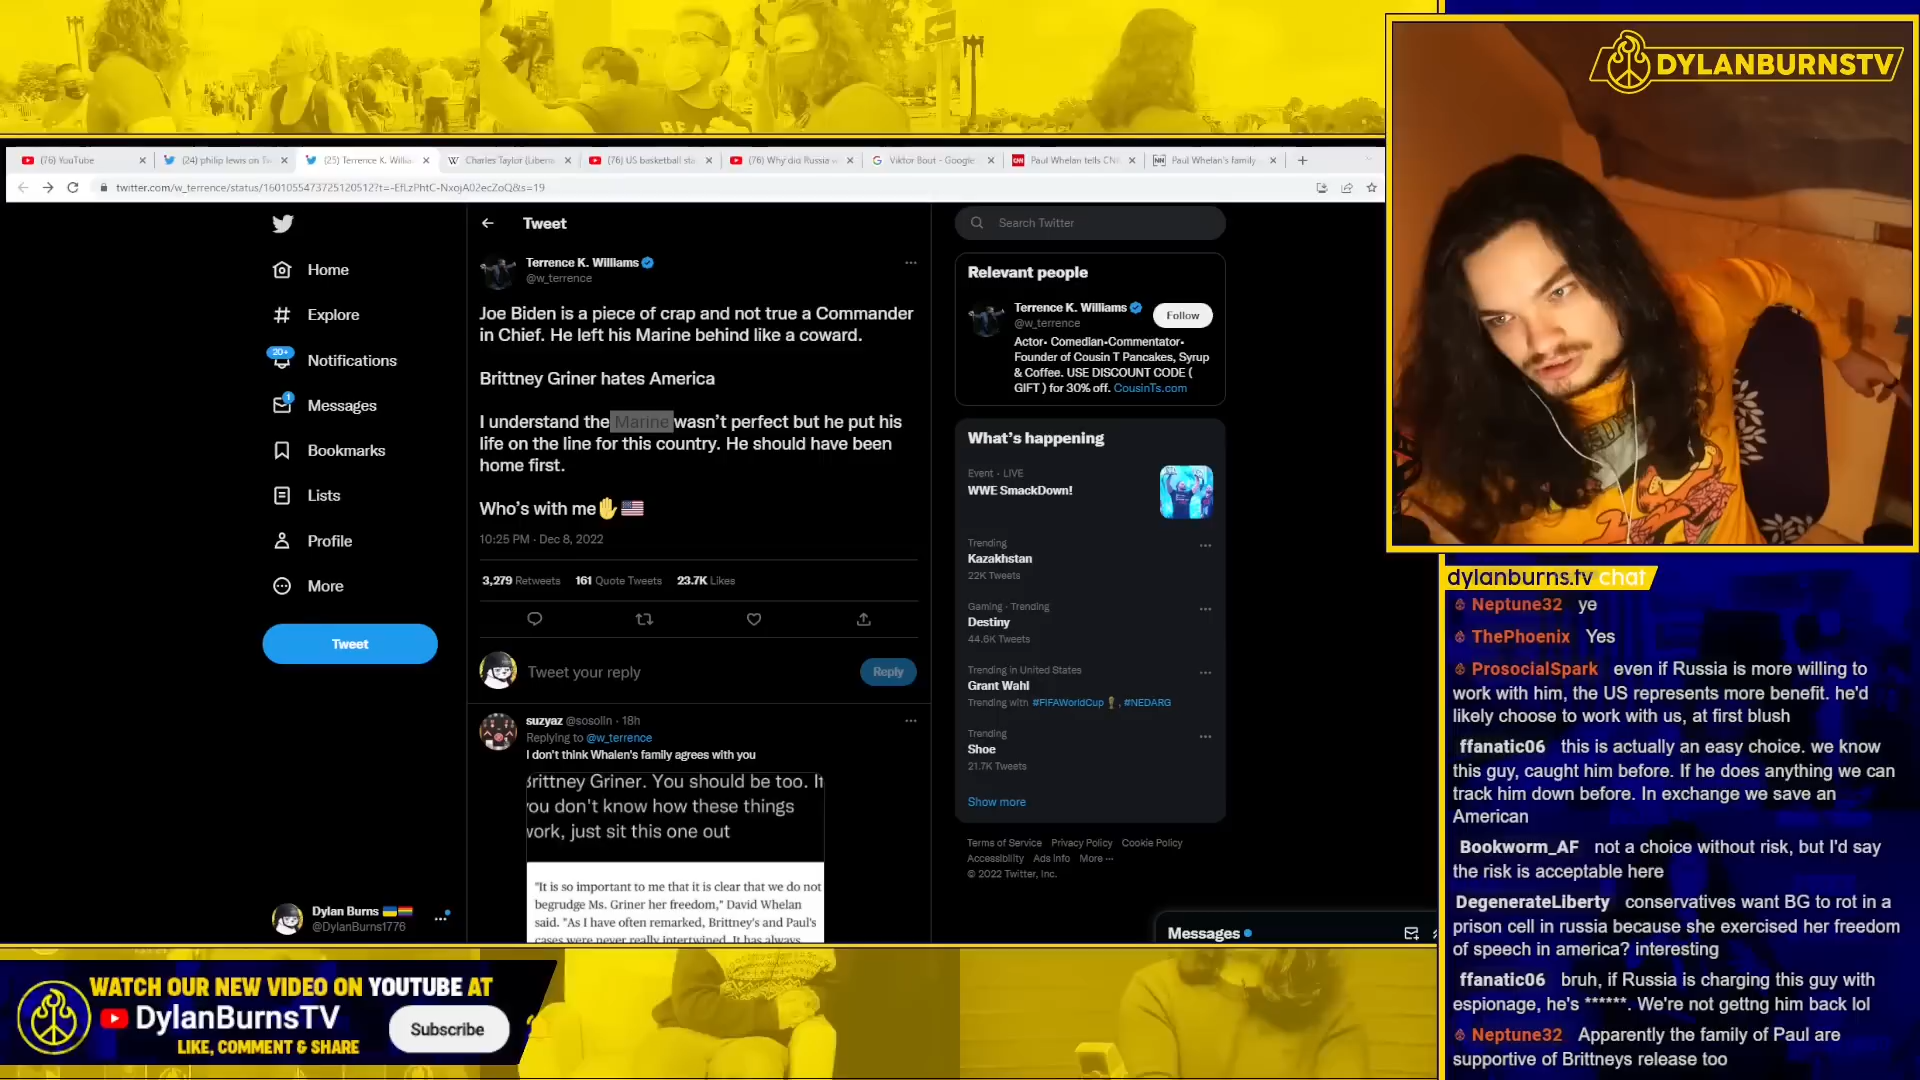 DYLANBURNSTV
(76) YouTube
(24) philip lewis on Tw
(25) Terrence K. Willia
Charles Taylor (Liberia
(76) US basketball sta
(76) Why did Russia w
Viktor Bout - Google
Paul Whelan tells CN
Paul Whelan's family
twitter.com/w_terrence/status/1601055473725120512?t=-EfLzPhtC-NxojA02ecZoQ&s=19
Home
Explore
20+
Notifications
1
Messages
Bookmarks
Lists
Profile
More
Tweet
Dylan Burns
@DylanBurns1776
Tweet
Terrence K. Williams
@w_terrence
Joe Biden is a piece of crap and not true a Commander
in Chief. He left his Marine behind like a coward.
Brittney Griner hates America
I understand the Marine wasn't perfect but he put his
life on the line for this country. He should have been
home first.
Who's with me✋🇺🇸
10:25 PM · Dec 8, 2022
3,279 Retweets 161 Quote Tweets 23.7K Likes
Tweet your reply
Reply
suzyaz @sosolin · 18h
Replying to @w_terrence
I don't think Whalen's family agrees with you
Brittney Griner. You should be too. If
you don't know how these things
work, just sit this one out
"It is so important to me that it is clear that we do not
begrudge Ms. Griner her freedom," David Whelan
said. "As I have often remarked, Brittney's and Paul's
cases were never really intertwined. It has always
Search Twitter
Relevant people
Terrence K. Williams
@w_terrence
Follow
Actor• Comedian•Commentator•
Founder of Cousin T Pancakes, Syrup
& Coffee. USE DISCOUNT CODE (
GIFT ) for 30% off. CousinTs.com
What's happening
Event · LIVE
WWE SmackDown!
Trending
Kazakhstan
22K Tweets
Gaming · Trending
Destiny
44.6K Tweets
Trending in United States
Grant Wahl
Trending with #FIFAWorldCup 🏆, #NEDARG
Trending
Shoe
21.7K Tweets
Show more
Terms of Service Privacy Policy Cookie Policy
Accessibility Ads info More ···
© 2022 Twitter, Inc.
Messages
dylanburns.tv chat
Neptune32 ye
ThePhoenix Yes
ProsocialSpark even if Russia is more willing to
work with him, the US represents more benefit. he'd
likely choose to work with us, at first blush
ffanatic06 this is actually an easy choice. we know
this guy, caught him before. If he does anything we can
track him down before. In exchange we save an
American
Bookworm_AF not a choice without risk, but I'd say
the risk is acceptable here
DegenerateLiberty conservatives want BG to rot in a
prison cell in russia because she exercised her freedom
of speech in america? interesting
ffanatic06 bruh, if Russia is charging this guy with
espionage, he's ******. We're not getng him back lol
Neptune32 Apparently the family of Paul are
supportive of Brittneys release too
WATCH OUR NEW VIDEO ON YOUTUBE AT
DylanBurnsTV
LIKE, COMMENT & SHARE
Subscribe